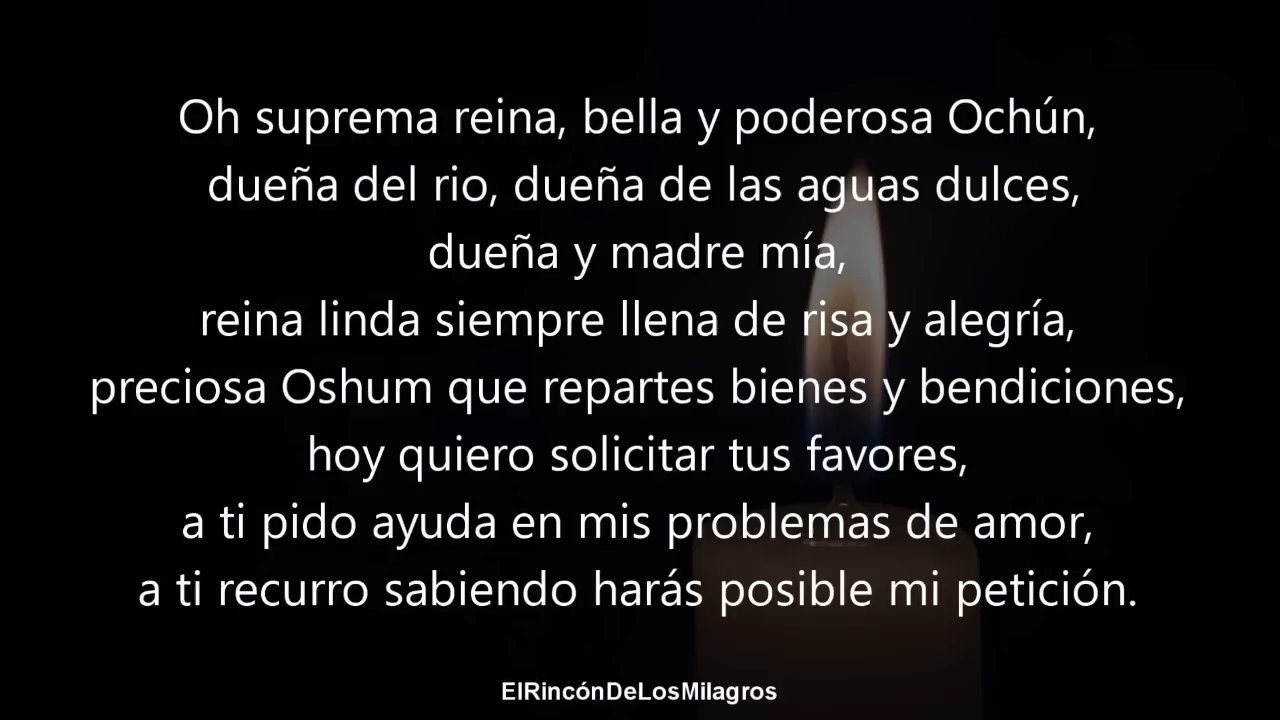 Oh suprema reina, bella y poderosa Ochún,
dueña del rio, dueña de las aguas dulces,
dueña y madre mía,
reina linda siempre llena de risa y alegría,
preciosa Oshum que repartes bienes y bendiciones,
hoy quiero solicitar tus favores,
a ti pido ayuda en mis problemas de amor,
a ti recurro sabiendo harás posible mi petición.
ElRincónDeLosMilagros